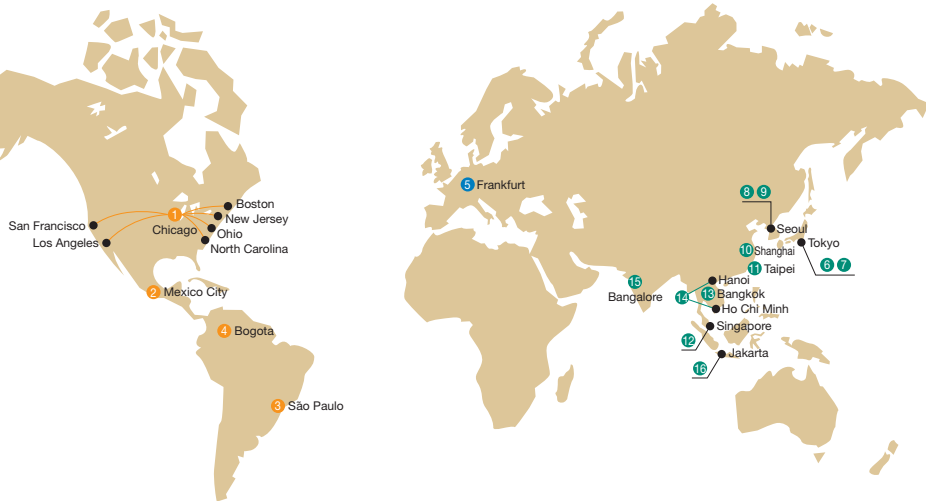 Boston
New Jersey
Ohio
North Carolina
San Francisco
Los Angeles
1
Chicago
2 Mexico City
4
Bogota
3 São Paulo
5 Frankfurt
8 9
Seoul
Tokyo
6 7
10 Shanghai
11 Taipei
15
Bangalore
Hanoi
14
13 Bangkok
Ho Chi Minh
Singapore
12
Jakarta
16